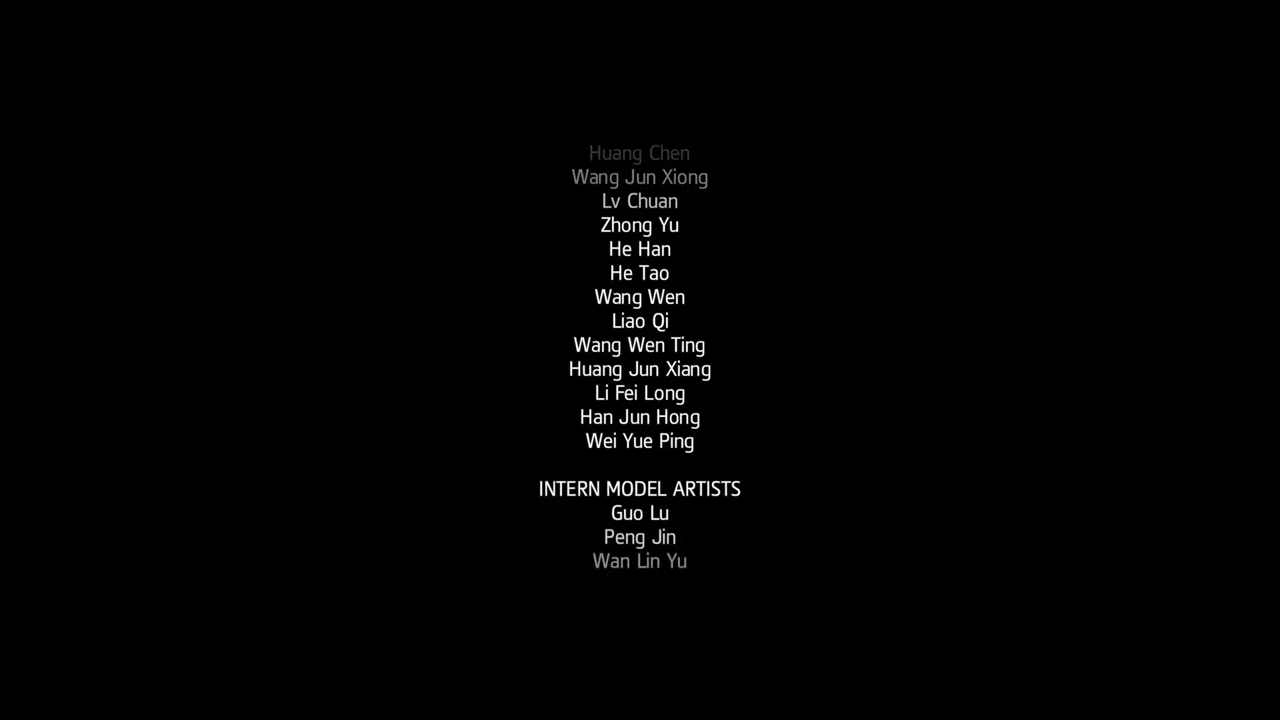 Huang Chen
Wang Jun Xiong
Lv Chuan
Zhong Yu
He Han
He Tao
Wang Wen
Liao Qi
Wang Wen Ting
Huang Jun Xiang
Li Fei Long
Han Jun Hong
Wei Yue Ping
INTERN MODEL ARTISTS
Guo Lu
Peng Jin
Wan Lin Yu